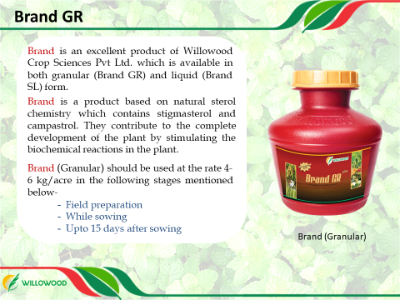 Brand GR
Brand is an excellent product of Willowood
Crop Sciences Pvt Ltd. which is available in
both granular (Brand GR) and liquid (Brand
SL) form.
Brand is a product based on natural sterol
chemistry which contains stigmasterol and
campastrol. They contribute to the complete
development of the plant by stimulating the
biochemical reactions in the plant.
Brand (Granular) should be used at the rate 4-
6 kg/acre in the following stages mentioned
below-
- Field preparation
- While sowing
- Upto 15 days after sowing
WILLOWOOD
Brand GR
Brand (Granular)
WILLOWOOD